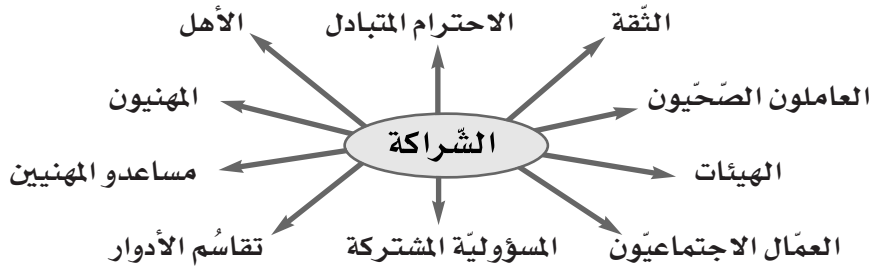 الثّقة الاحترام المتبادل الأهل
العاملون الصّحّيون المهنيون
الشّراكة
الهيئات مساعدو المهنيين
العمّال الاجتماعيّون المسؤوليّة المشتركة تقاسُم الأدوار